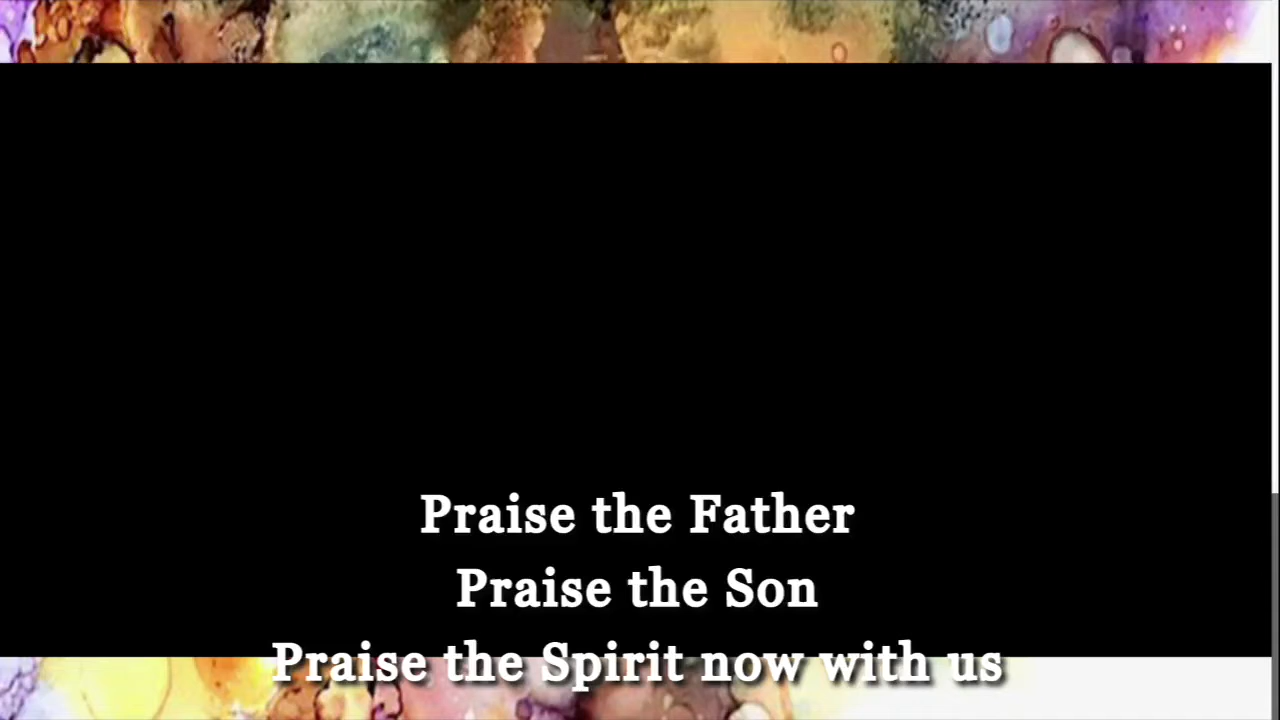 Praise the Father
Praise the Son
Praise the Spirit now with us